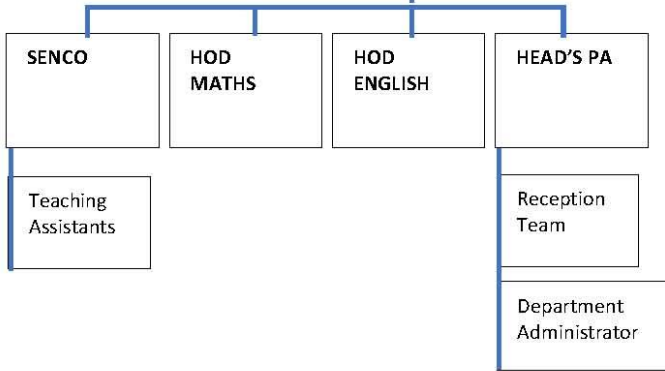 SENCO
HOD
MATHS
HOD
ENGLISH
HEAD'S PA
Teaching
Assistants
Reception
Team
Department
Administrator